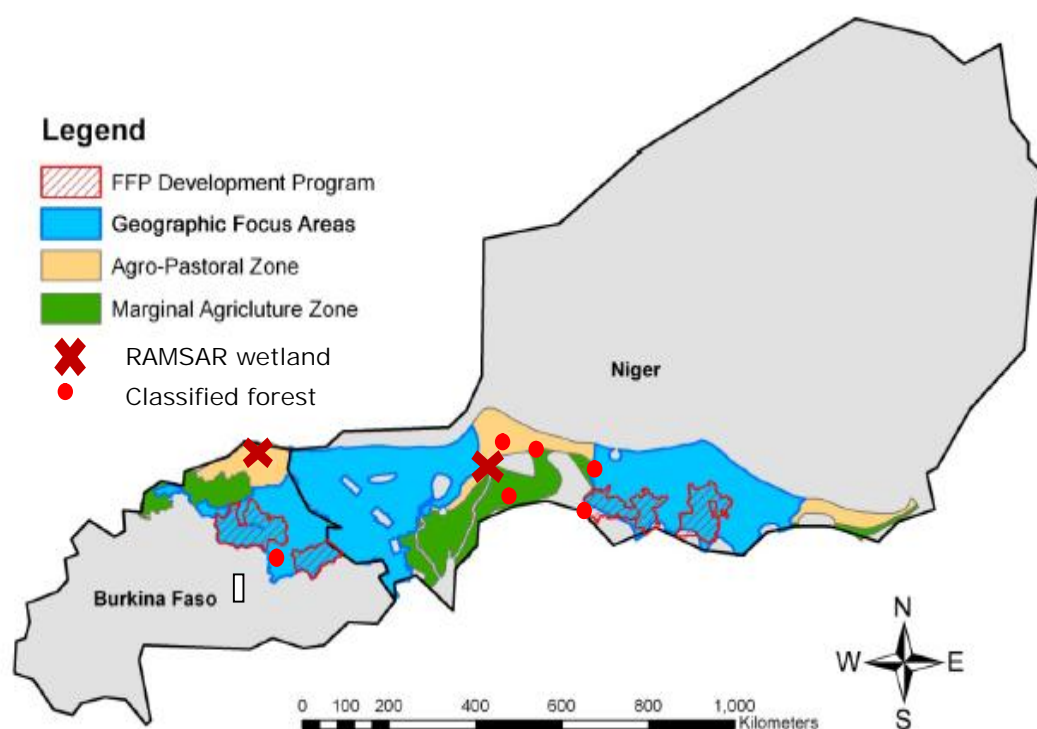 Legend
FFP Development Program
Geographic Focus Areas
Agro-Pastoral Zone
Marginal Agricluture Zone
RAMSAR wetland
Classified forest
Niger
Burkina Faso
N
W E
S
0 100 200 400 600 800 1,000
Kilometers